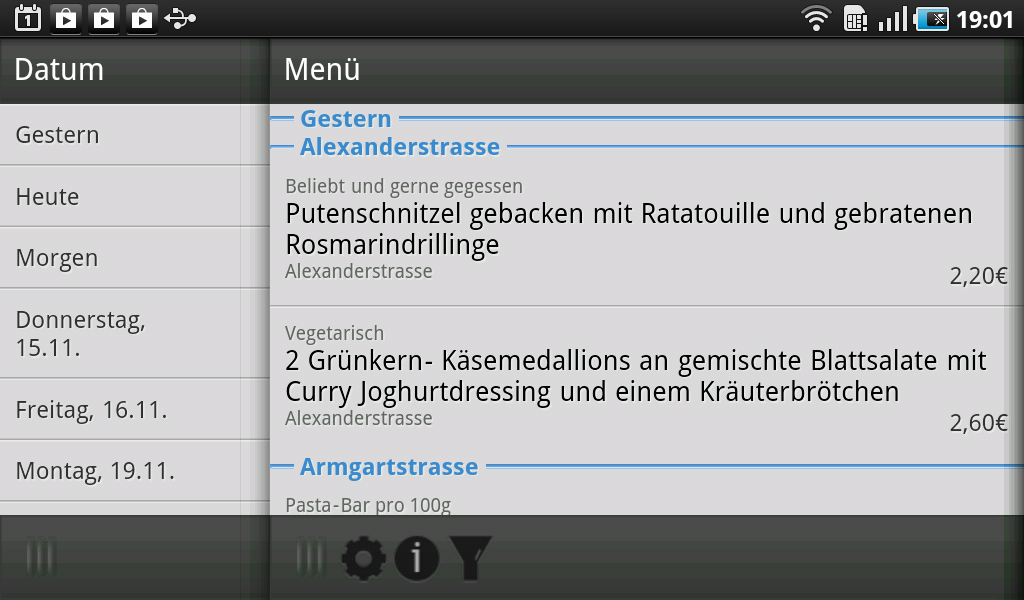 1
19:01
Datum
Menü
Gestern
Heute
Morgen
Donnerstag,
15.11.
Freitag, 16.11.
Montag, 19.11.
Gestern
Alexanderstrasse
Beliebt und gerne gegessen
Putenschnitzel gebacken mit Ratatouille und gebratenen
Rosmarindrillinge
Alexanderstrasse
2,20€
Vegetarisch
2 Grünkern- Käsemedallions an gemischte Blattsalate mit
Curry Joghurtdressing und einem Kräuterbrötchen
Alexanderstrasse
2,60€
Armgartstrasse
Pasta-Bar pro 100g